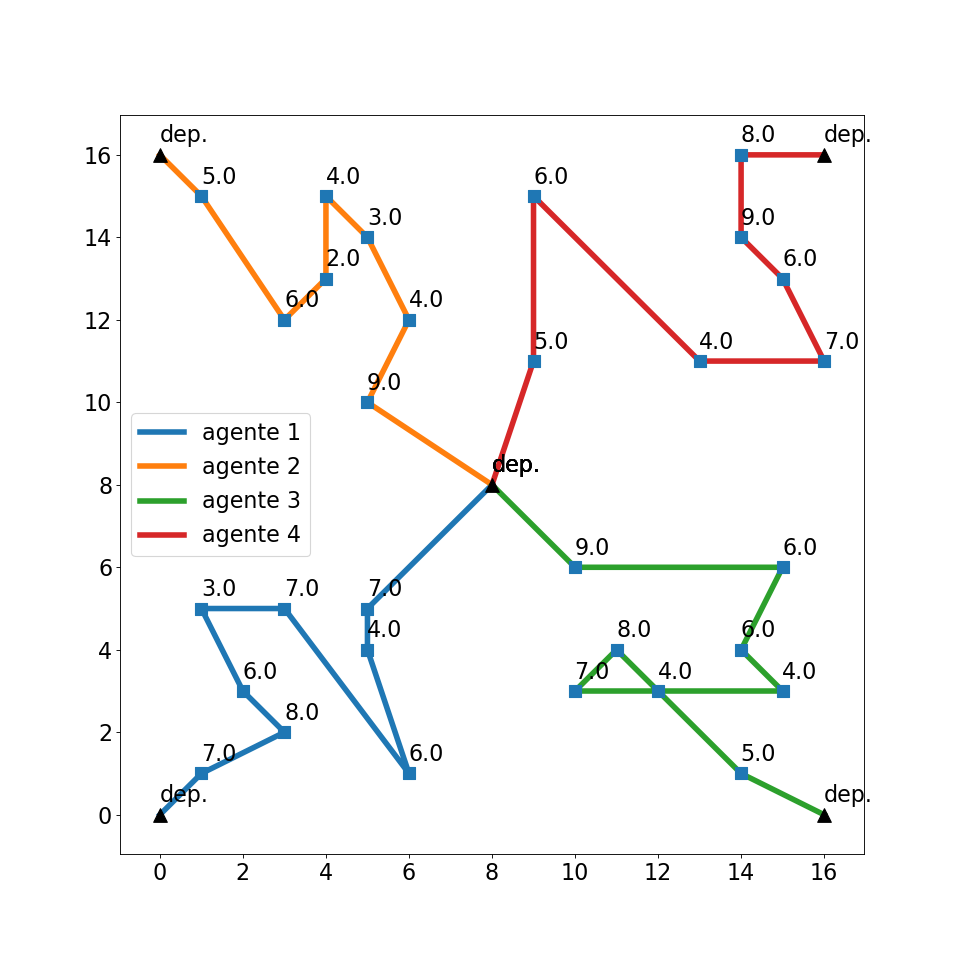 8.0 dep.
dep.
5.0 4.0 6.0
3.0
9.0
2.0 6.0
6.0 4.0
5.0 4.0 7.0
9.0
agente 1
agente 2
agente 3
agente 4
dep.
9.0 6.0
3.0 7.0 7.0
4.0 8.0 6.0
6.0 7.0 4.0 4.0
8.0
7.0 6.0 5.0
dep. dep.
16
14
12
10
8
6
4
2
0
0 2 4 6 8 10 12 14 16